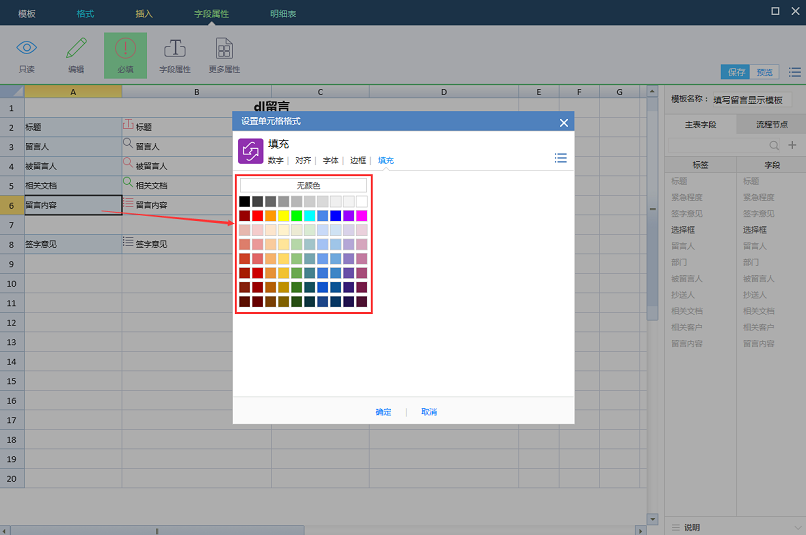 模板 格式 插入 字段属性 明细表
只读 编辑 必填 字段属性 更多属性
保存 预览
A B C D E F G
1 dl留言
2 标题 标题
3 留言人 留言人
4 被留言人 被留言人
5 相关文档 相关文档
6 留言内容 留言内容
7
8 签字意见 签字意见
9
10
11
12
13
14
15
16
17
18
19
20
设置单元格格式
填充
数字 对齐 字体 边框 填充
无颜色
确定 取消
模板名称： 填写留言显示模板
主表字段 流程节点
标签 字段
标题 标题
紧急程度 紧急程度
签字意见 签字意见
选择框 选择框
留言人 留言人
部门 部门
被留言人 被留言人
抄送人 抄送人
相关文档 相关文档
相关客户 相关客户
留言内容 留言内容
说明